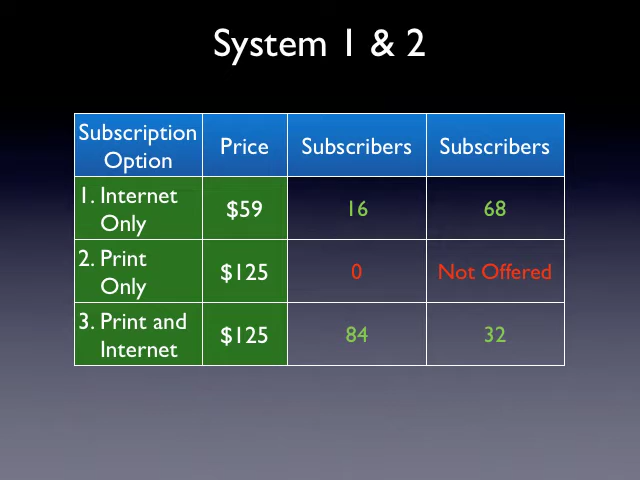 System 1 & 2
Subscription Option Price Subscribers Subscribers
1. Internet Only $59 16 68
2. Print Only $125 0 Not Offered
3. Print and Internet $125 84 32